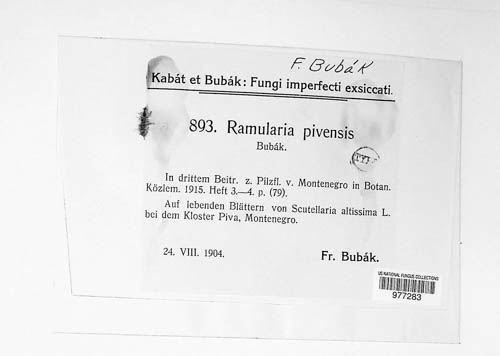 F. Bubák
Kabát et Bubák: Fungi imperfecti exsiccati.
893. Ramularia pivensis
Bubák.
TYPE
In drittem Beitr. z. Pilzfl. v. Montenegro in Botan.
Közlem. 1915. Heft 3.—4. p. (79).
Auf lebenden Blättern von Scutellaria altissima L.
bei dem Kloster Piva, Montenegro.
24. VIII. 1904.
Fr. Bubák.
US NATIONAL FUNGUS COLLECTIONS
977283